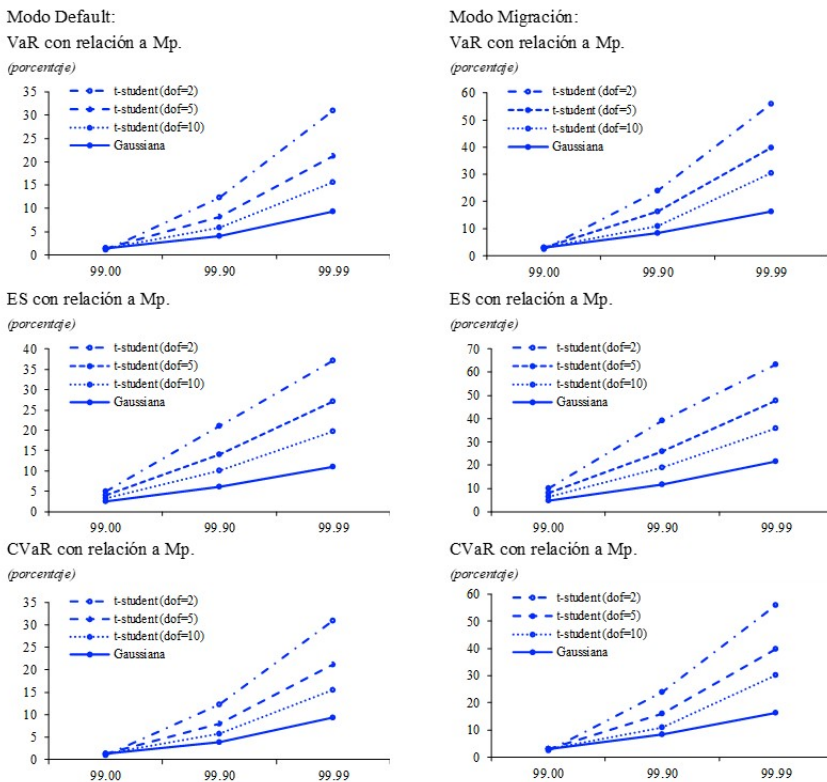 Modo Default:
VaR con relación a Mp.
(porcentaje)
35
30
25
20
15
10
5
0
t-student (dof=2)
t-student (dof=5)
t-student (dof=10)
Gaussiana
99.00 99.90 99.99
Modo Migración:
VaR con relación a Mp.
(porcentaje)
60
50
40
30
20
10
0
t-student (dof=2)
t-student (dof=5)
t-student (dof=10)
Gaussiana
99.00 99.90 99.99
ES con relación a Mp.
(porcentaje)
40
35
30
25
20
15
10
5
0
t-student (dof=2)
t-student (dof=5)
t-student (dof=10)
Gaussiana
99.00 99.90 99.99
ES con relación a Mp.
(porcentaje)
70
60
50
40
30
20
10
0
t-student (dof=2)
t-student (dof=5)
t-student (dof=10)
Gaussiana
99.00 99.90 99.99
CVaR con relación a Mp.
(porcentaje)
35
30
25
20
15
10
5
0
t-student (dof=2)
t-student (dof=5)
t-student (dof=10)
Gaussiana
99.00 99.90 99.99
CVaR con relación a Mp.
(porcentaje)
60
50
40
30
20
10
0
t-student (dof=2)
t-student (dof=5)
t-student (dof=10)
Gaussiana
99.00 99.90 99.99